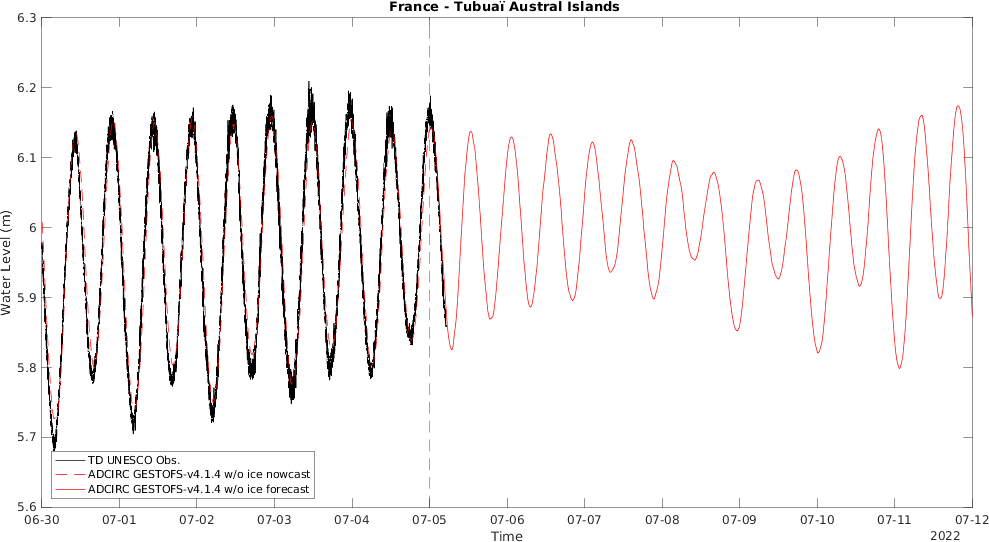 France - Tubuaï Austral Islands
6.3
6.2
6.1
6
5.9
5.8
5.7
5.6
Water Level (m)
TD UNESCO Obs.
ADCIRC GESTOFS-v4.1.4 w/o ice nowcast
ADCIRC GESTOFS-v4.1.4 w/o ice forecast
06-30 07-01 07-02 07-03 07-04 07-05 07-06 07-07 07-08 07-09 07-10 07-11 07-12
Time
2022